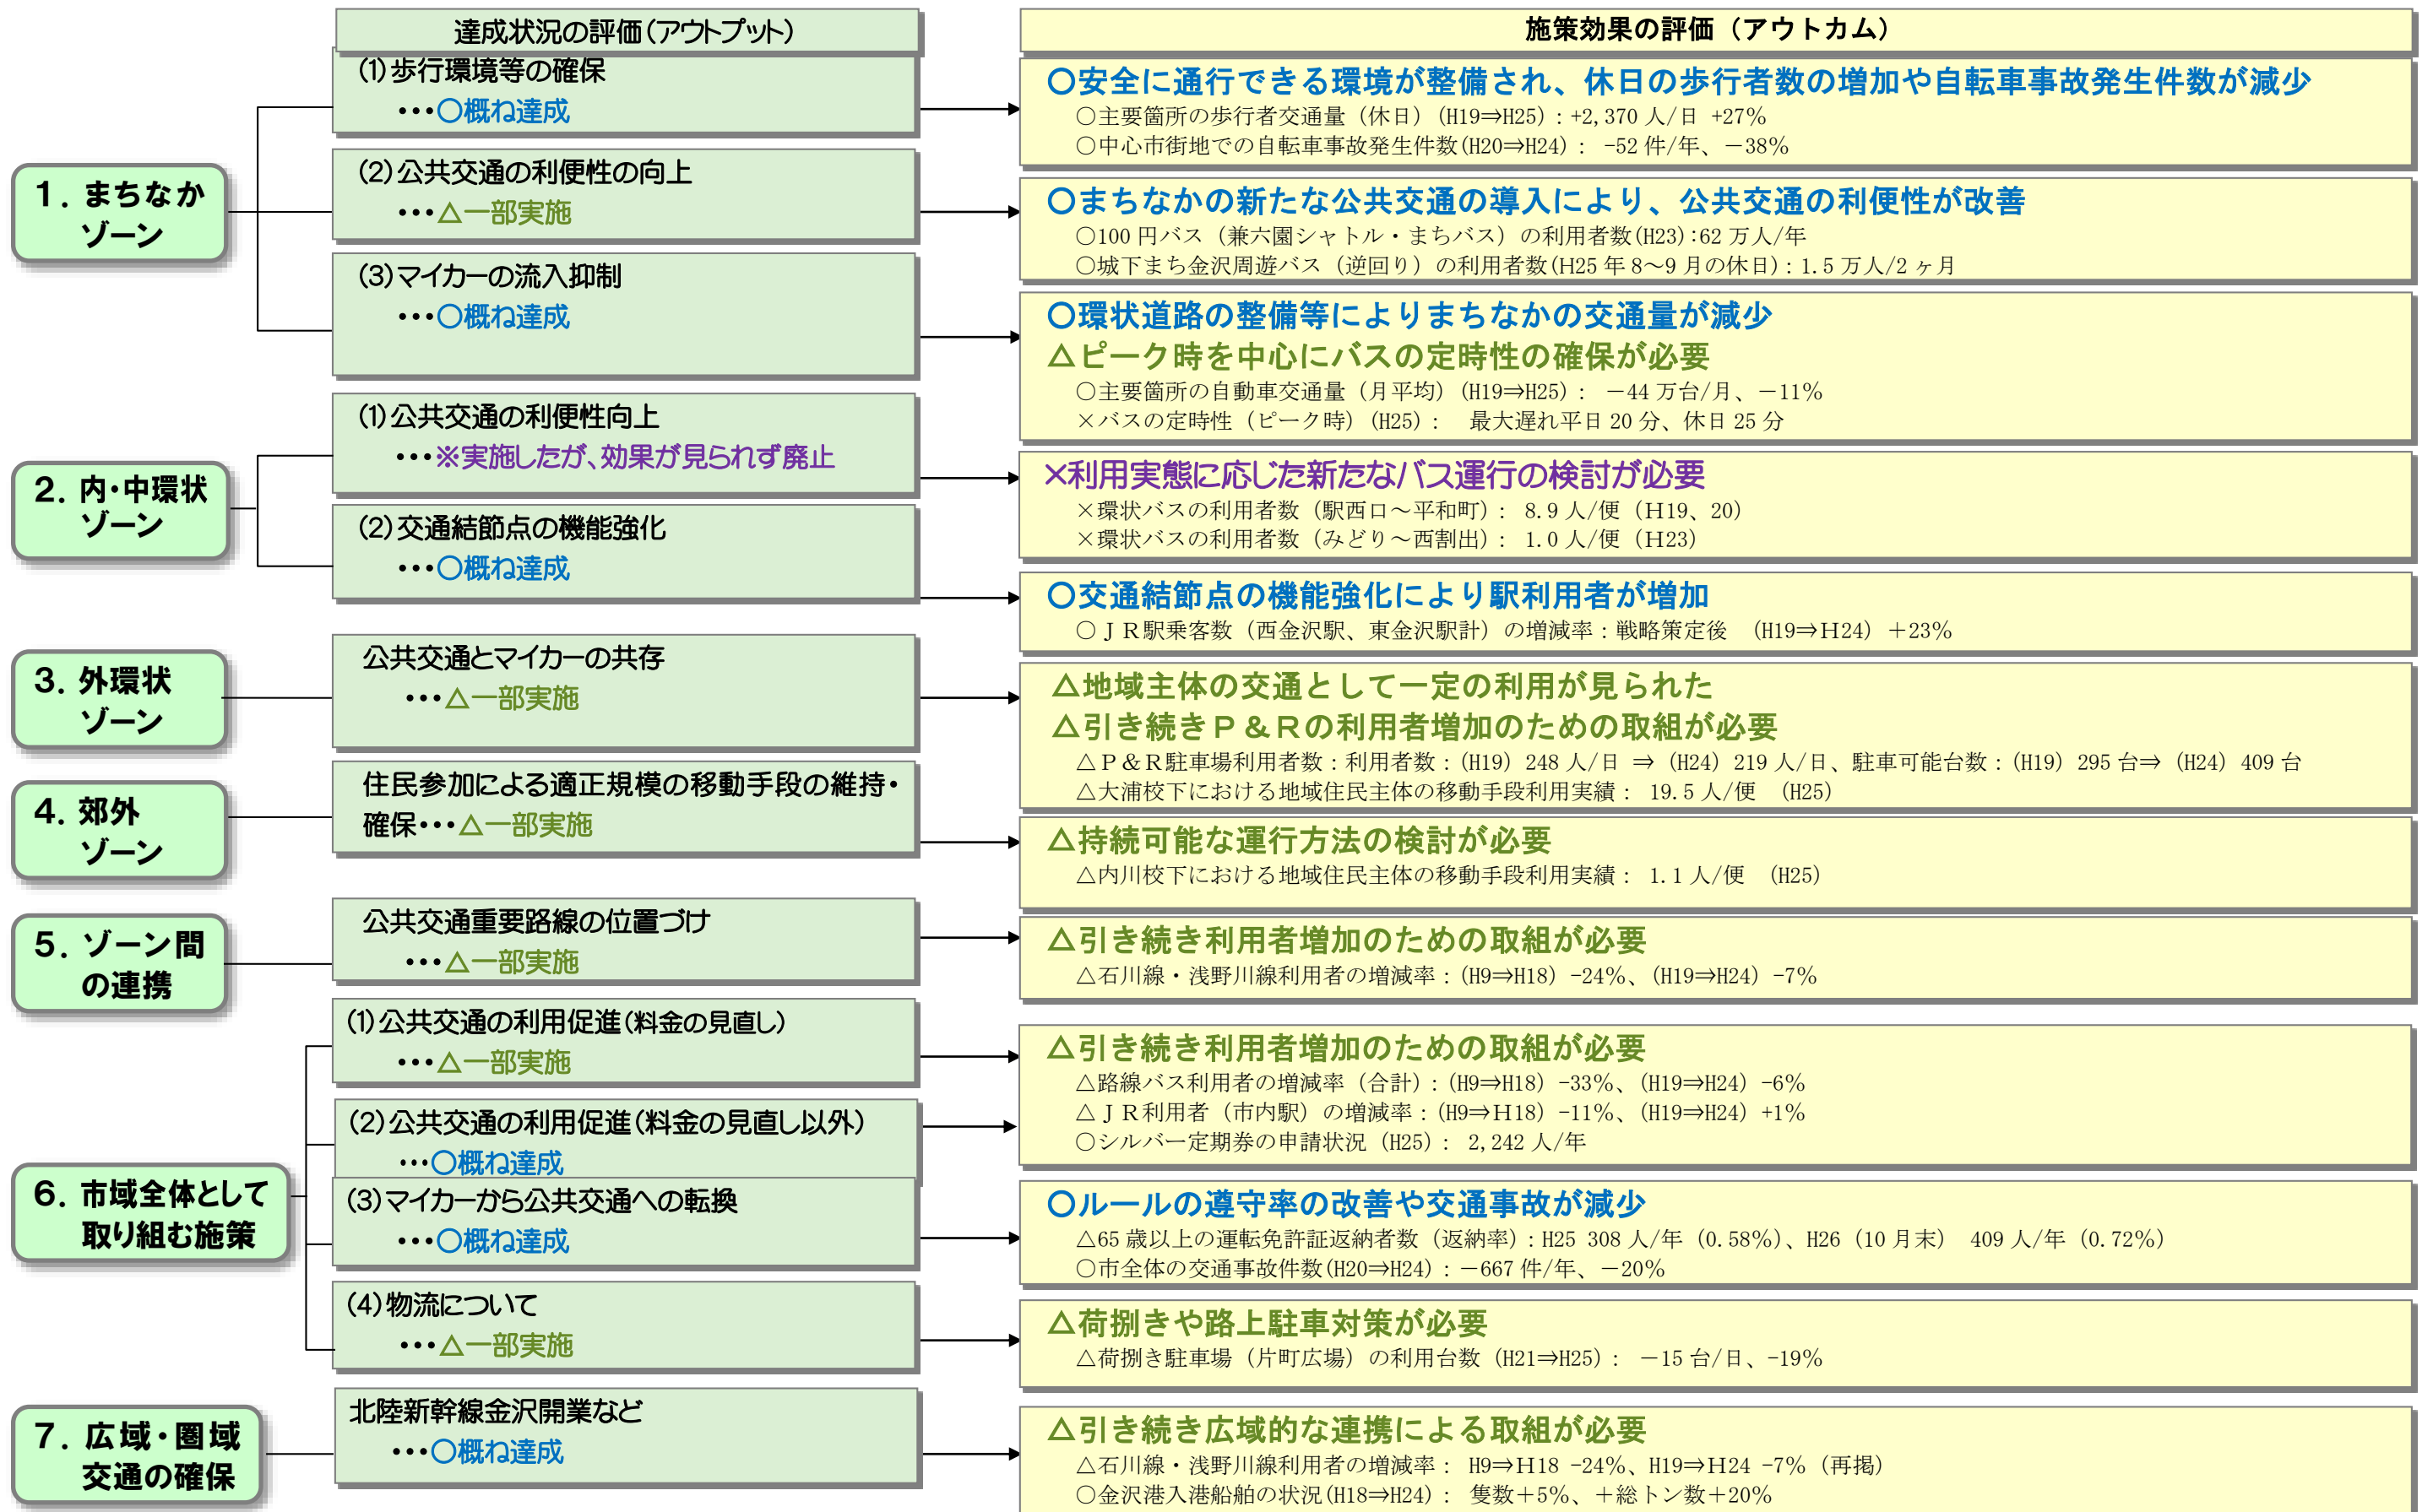 達成状況の評価(アウトプット)
施策効果の評価（アウトカム）
1．まちなか
ゾーン
(1)歩行環境等の確保
･･･○概ね達成
○安全に通行できる環境が整備され、休日の歩行者数の増加や自転車事故発生件数が減少
○主要箇所の歩行者交通量（休日）(H19⇒H25)：+2,370 人/日 +27%
○中心市街地での自転車事故発生件数(H20⇒H24)： -52 件/年、－38%
(2)公共交通の利便性の向上
･･･△一部実施
○まちなかの新たな公共交通の導入により、公共交通の利便性が改善
○100 円バス（兼六園シャトル・まちバス）の利用者数(H23):62 万人/年
○城下まち金沢周遊バス（逆回り）の利用者数(H25 年 8～9 月の休日)：1.5 万人/2 ヶ月
(3)マイカーの流入抑制
･･･○概ね達成
○環状道路の整備等によりまちなかの交通量が減少
△ピーク時を中心にバスの定時性の確保が必要
○主要箇所の自動車交通量（月平均）(H19⇒H25)： －44 万台/月、－11%
×バスの定時性（ピーク時）(H25)： 最大遅れ平日 20 分、休日 25 分
2．内・中環状
ゾーン
(1)公共交通の利便性向上
･･･※実施したが、効果が見られず廃止
×利用実態に応じた新たなバス運行の検討が必要
×環状バスの利用者数（駅西口～平和町）： 8.9 人/便（H19、20）
×環状バスの利用者数（みどり～西割出）： 1.0 人/便（H23）
(2)交通結節点の機能強化
･･･○概ね達成
○交通結節点の機能強化により駅利用者が増加
○ＪＲ駅乗客数（西金沢駅、東金沢駅計）の増減率：戦略策定後 （H19⇒H24）＋23%
3．外環状
ゾーン
公共交通とマイカーの共存
･･･△一部実施
△地域主体の交通として一定の利用が見られた
△引き続きＰ＆Ｒの利用者増加のための取組が必要
△Ｐ＆Ｒ駐車場利用者数：利用者数：(H19) 248 人/日 ⇒ (H24) 219 人/日、駐車可能台数：(H19) 295 台⇒ (H24) 409 台
△大浦校下における地域住民主体の移動手段利用実績： 19.5 人/便 （H25）
4．郊外
ゾーン
住民参加による適正規模の移動手段の維持・
確保･･･△一部実施
△持続可能な運行方法の検討が必要
△内川校下における地域住民主体の移動手段利用実績： 1.1 人/便 （H25）
5．ゾーン間
の連携
公共交通重要路線の位置づけ
･･･△一部実施
△引き続き利用者増加のための取組が必要
△石川線・浅野川線利用者の増減率：(H9⇒H18) -24%、(H19⇒H24) -7%
6．市域全体として
取り組む施策
(1)公共交通の利用促進(料金の見直し)
･･･△一部実施
(2)公共交通の利用促進(料金の見直し以外)
･･･○概ね達成
△引き続き利用者増加のための取組が必要
△路線バス利用者の増減率（合計）：(H9⇒H18) -33%、(H19⇒H24) -6%
△ＪＲ利用者（市内駅）の増減率：(H9⇒H18) -11%、(H19⇒H24) +1%
○シルバー定期券の申請状況（H25）： 2,242 人/年
(3)マイカーから公共交通への転換
･･･○概ね達成
○ルールの遵守率の改善や交通事故が減少
△65 歳以上の運転免許証返納者数（返納率）：H25 308 人/年（0.58%）、H26（10 月末） 409 人/年（0.72%）
○市全体の交通事故件数(H20⇒H24)：－667 件/年、－20%
(4)物流について
･･･△一部実施
△荷捌きや路上駐車対策が必要
△荷捌き駐車場（片町広場）の利用台数（H21⇒H25)： －15 台/日、-19%
7．広域・圏域
交通の確保
北陸新幹線金沢開業など
･･･○概ね達成
△引き続き広域的な連携による取組が必要
△石川線・浅野川線利用者の増減率： H9⇒H18 -24%、H19⇒H24 -7%（再掲）
○金沢港入港船舶の状況(H18⇒H24)： 隻数＋5%、＋総トン数＋20%